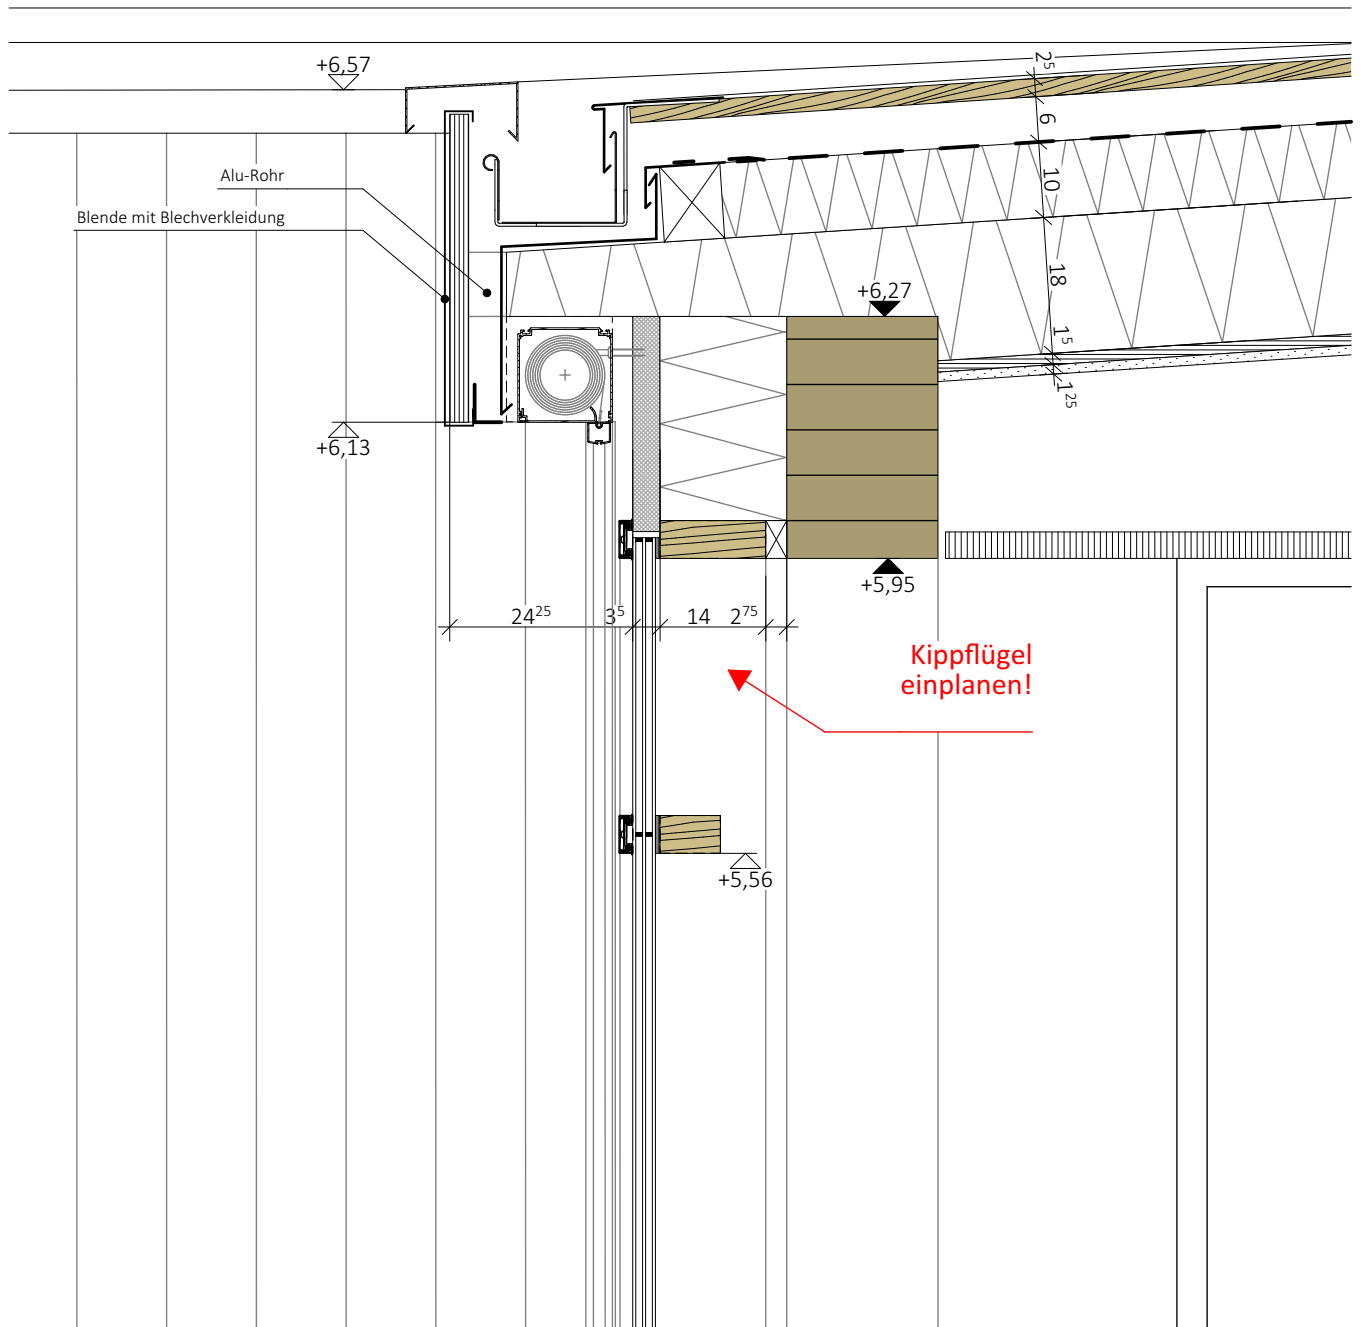 +6,57
2⁵
6
10
18
1⁵
1²⁵
Alu-Rohr
Blende mit Blechverkleidung
+6,27
+6,13
+5,95
24²⁵ 3⁵ 14 2⁷⁵
Kippflügel
einplanen!
+5,56